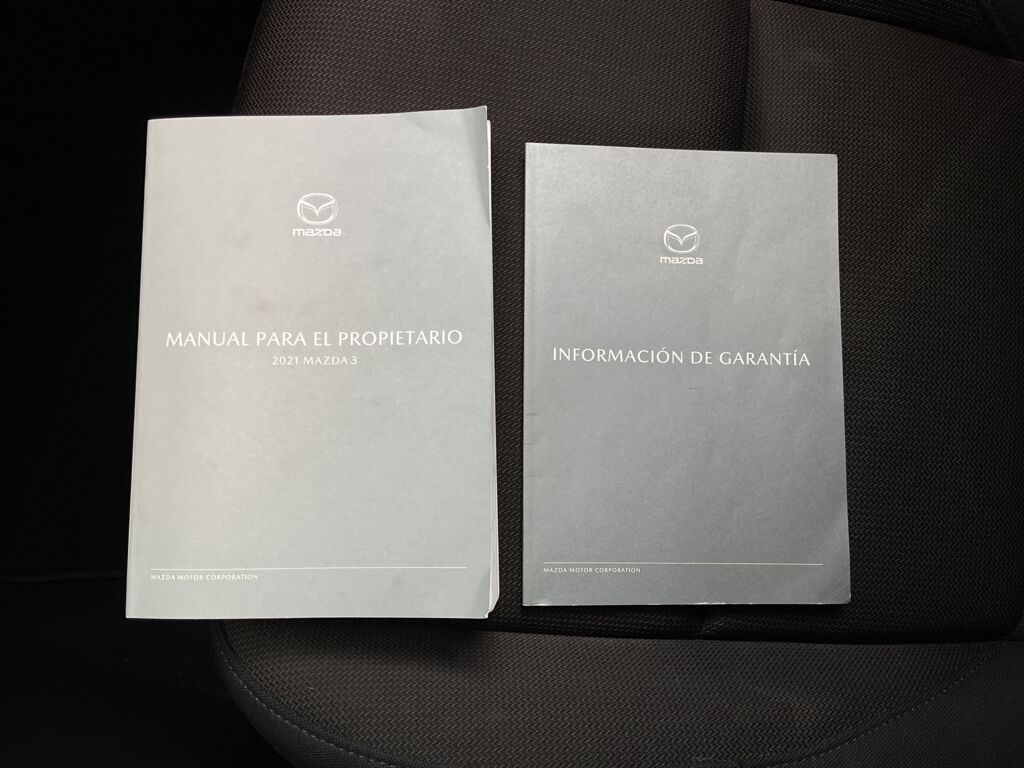 mazda
MANUAL PARA EL PROPIETARIO
2021 MAZDA 3
MAZDA MOTOR CORPORATION
mazda
INFORMACIÓN DE GARANTÍA
MAZDA MOTOR CORPORATION